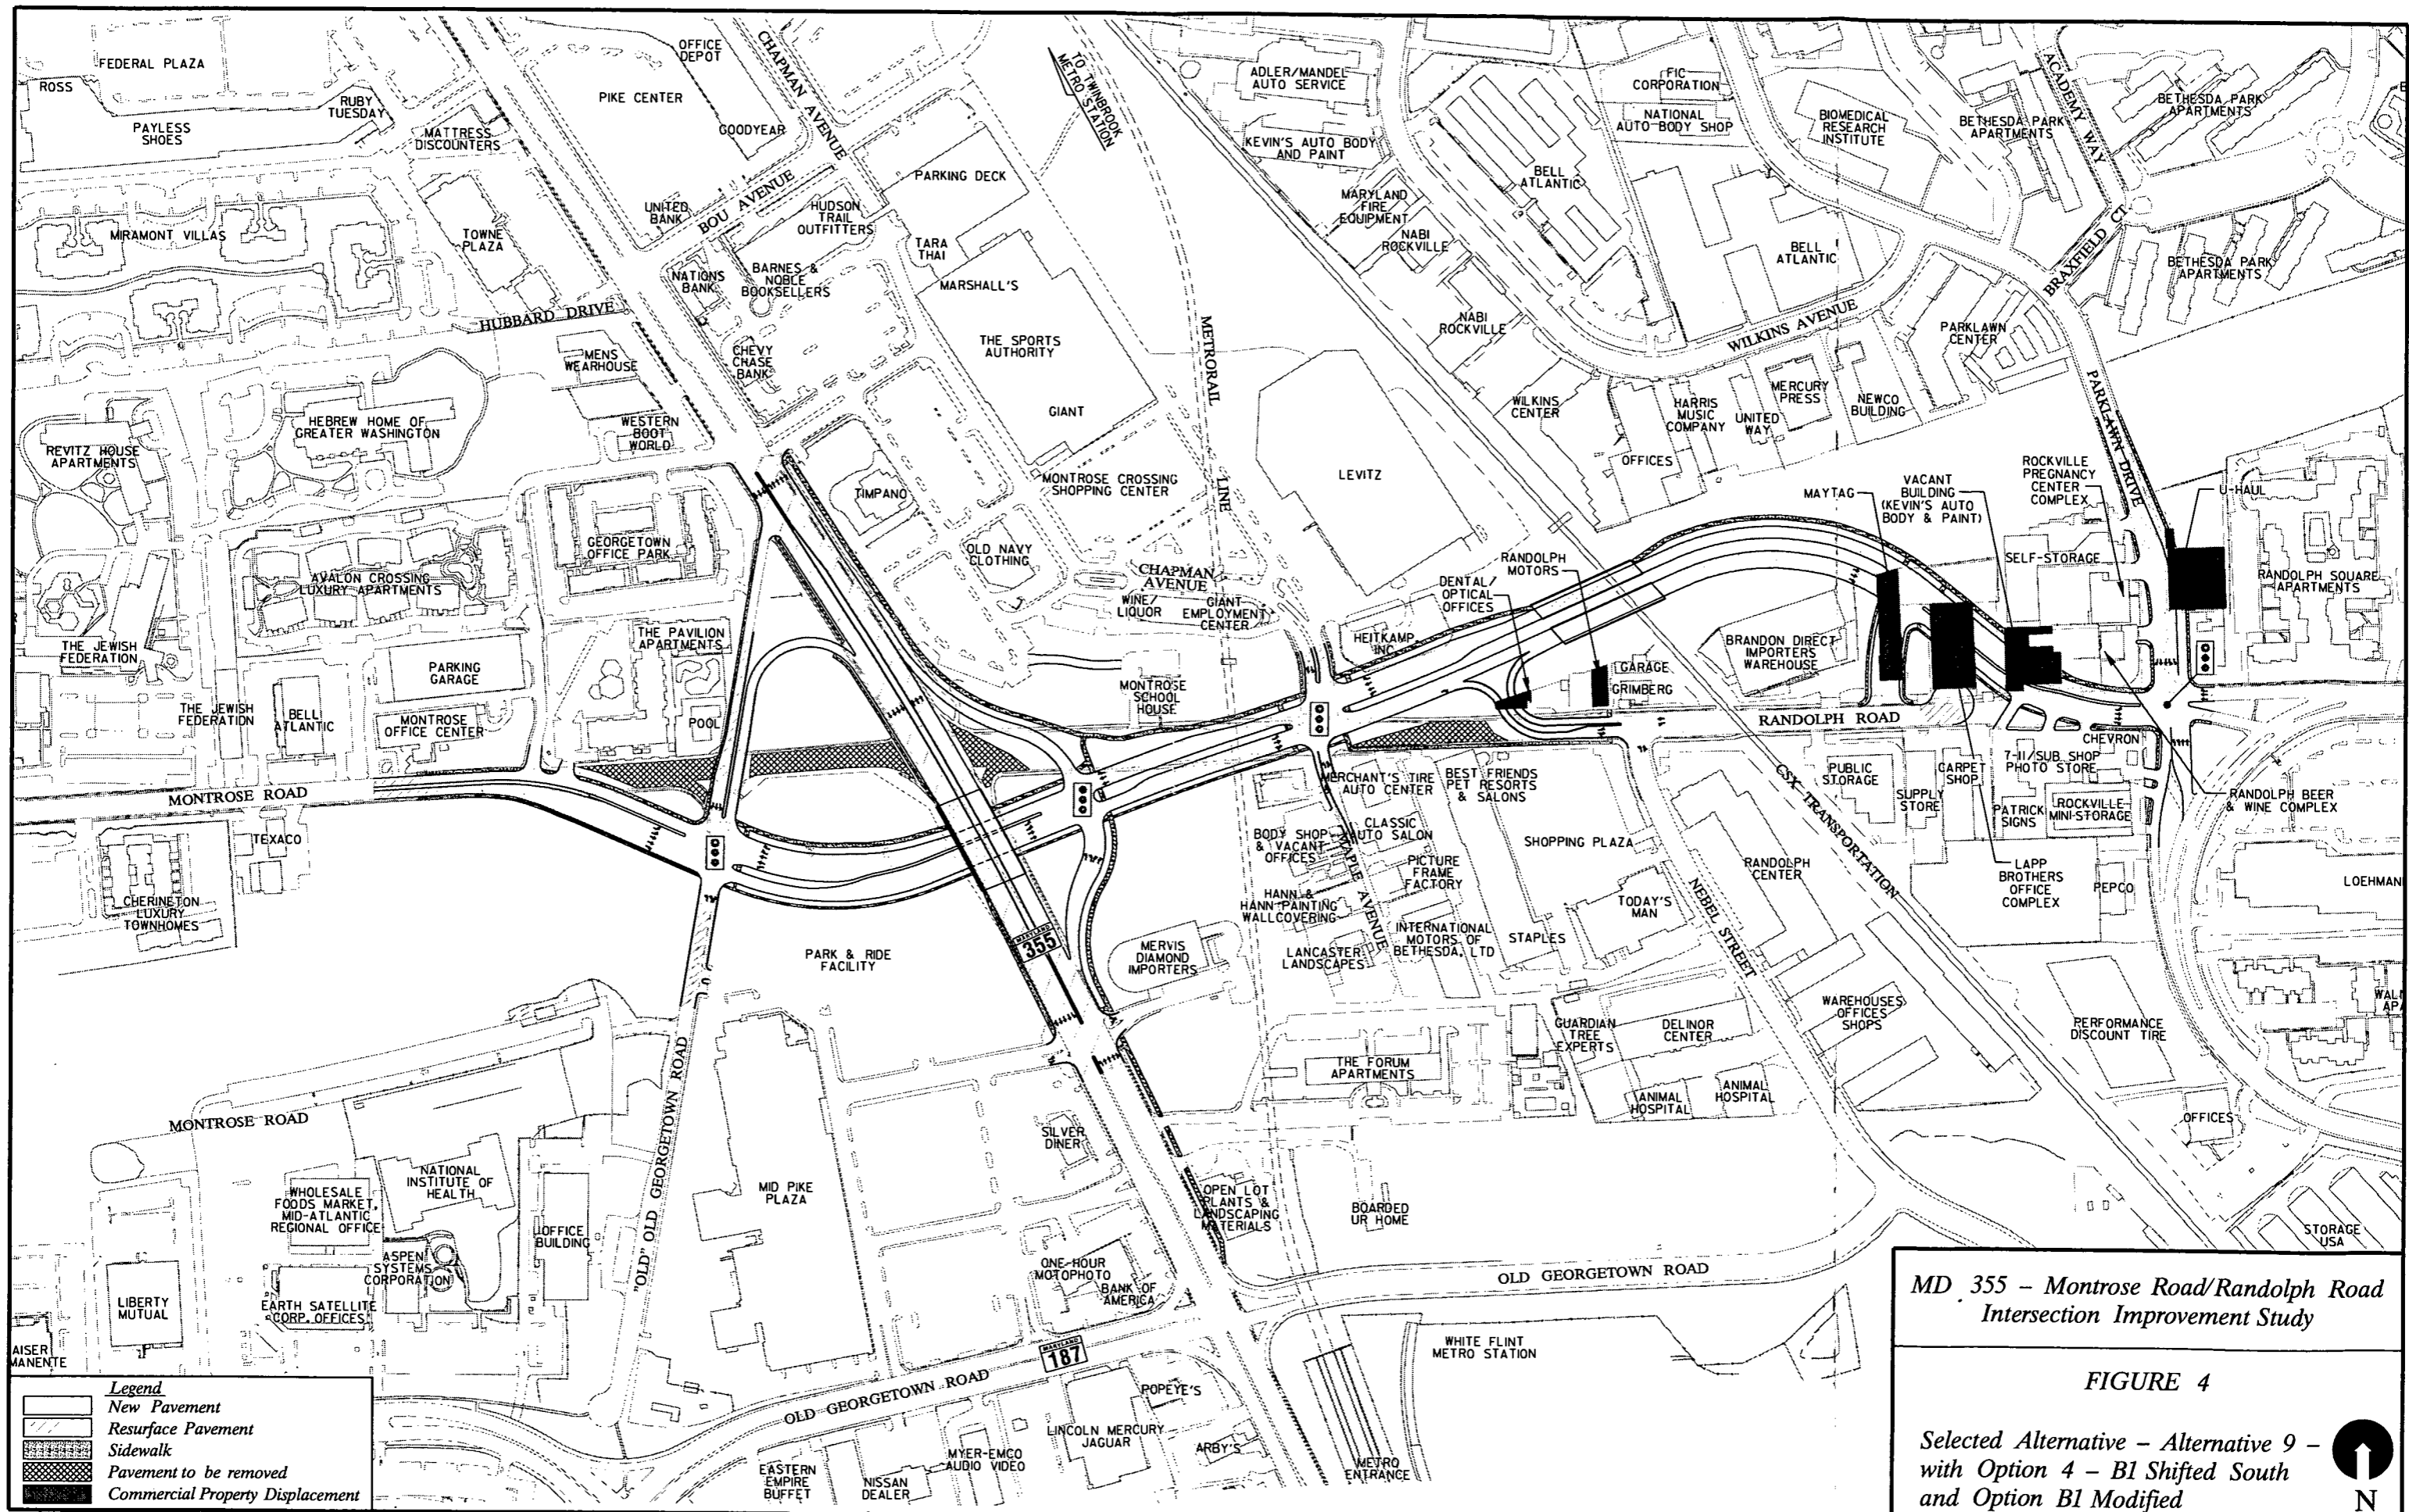 FEDERAL PLAZA
ROSS
PAYLESS
SHOES
RUBY
TUESDAY
MATTRESS
DISCOUNTERS
OFFICE
DEPOT
PIKE CENTER
GOODYEAR
CHAPMAN AVENUE
TO TWINBROOK
METRO STATION
PARKING DECK
UNITED
BANK
BOU AVENUE
HUDSON
TRAIL
OUTFITTERS
TARA
THAI
MIRAMONT VILLAS
TOWNE
PLAZA
NATIONS
BANK
BARNES &
NOBLE
BOOKSELLERS
MARSHALL'S
HUBBARD DRIVE
MENS
WEARHOUSE
CHEVY
CHASE
BANK
THE SPORTS
AUTHORITY
GIANT
METRORAIL
LINE
ADLER/MANDEL
AUTO SERVICE
KEVIN'S AUTO BODY
AND PAINT
MARYLAND
FIRE
EQUIPMENT
NABI
ROCKVILLE
NABI
ROCKVILLE
BELL
ATLANTIC
FIC
CORPORATION
NATIONAL
AUTO BODY SHOP
BIOMEDICAL
RESEARCH
INSTITUTE
BELL
ATLANTIC
ACADEMY WAY
BETHESDA PARK
APARTMENTS
BETHESDA PARK
APARTMENTS
BRAXFIELD CT
BETHESDA PARK
APARTMENTS
WILKINS AVENUE
PARKLAWN
CENTER
PARKLAWN DRIVE
WILKINS
CENTER
HARRIS
MUSIC
COMPANY
UNITED
WAY
MERCURY
PRESS
NEWCO
BUILDING
OFFICES
HEBREW HOME OF
GREATER WASHINGTON
REVITZ HOUSE
APARTMENTS
WESTERN
BOOT
WORLD
TIMPANO
MONTROSE CROSSING
SHOPPING CENTER
LEVITZ
GEORGETOWN
OFFICE PARK
OLD NAVY
CLOTHING
AVALON CROSSING
LUXURY APARTMENTS
CHAPMAN
AVENUE
WINE/
LIQUOR
GIANT
EMPLOYMENT
CENTER
DENTAL/
OPTICAL
OFFICES
RANDOLPH
MOTORS
MAYTAG
VACANT
BUILDING
(KEVIN'S AUTO
BODY & PAINT)
ROCKVILLE
PREGNANCY
CENTER
COMPLEX
U-HAUL
SELF-STORAGE
RANDOLPH SQUARE
APARTMENTS
THE JEWISH
FEDERATION
PARKING
GARAGE
THE PAVILION
APARTMENTS
HEITKAMP
INC.
BRANDON DIRECT
IMPORTERS
WAREHOUSE
GARAGE
GRIMBERG
MONTROSE
SCHOOL
HOUSE
THE JEWISH
FEDERATION
BELL
ATLANTIC
MONTROSE
OFFICE CENTER
POOL
RANDOLPH ROAD
MONTROSE ROAD
TEXACO
CHERINGTON
LUXURY
TOWNHOMES
MERCHANT'S TIRE
& AUTO CENTER
BEST FRIENDS
PET RESORTS
& SALONS
BODY SHOP
& VACANT
OFFICES
CLASSIC
AUTO SALON
PICTURE
FRAME
FACTORY
SHOPPING PLAZA
MAPLE AVENUE
HANN &
HANN PAINTING
WALLCOVERING
LANCASTER
LANDSCAPES
INTERNATIONAL
MOTORS OF
BETHESDA, LTD
STAPLES
TODAY'S
MAN
NEBEL STREET
RANDOLPH
CENTER
CSX TRANSPORTATION
PUBLIC
STORAGE
SUPPLY
STORE
CARPET
SHOP
CHEVRON
7-11/SUB SHOP
PHOTO STORE
PATRICK
SIGNS
ROCKVILLE
MINI-STORAGE
RANDOLPH BEER
& WINE COMPLEX
LAPP
BROTHERS
OFFICE
COMPLEX
PEPCO
LOEHMAN
PARK & RIDE
FACILITY
MARYLAND
355
MERVIS
DIAMOND
IMPORTERS
GUARDIAN
TREE
EXPERTS
DELINOR
CENTER
WAREHOUSES
OFFICES
SHOPS
PERFORMANCE
DISCOUNT TIRE
THE FORUM
APARTMENTS
ANIMAL
HOSPITAL
ANIMAL
HOSPITAL
OFFICES
MONTROSE ROAD
"OLD" OLD GEORGETOWN ROAD
NATIONAL
INSTITUTE OF
HEALTH
WHOLESALE
FOODS MARKET,
MID-ATLANTIC
REGIONAL OFFICE
OFFICE
BUILDING
ASPEN
SYSTEMS
CORPORATION
EARTH SATELLITE
CORP. OFFICES
LIBERTY
MUTUAL
AISER
MANENTE
MID PIKE
PLAZA
SILVER
DINER
OPEN LOT
PLANTS &
LANDSCAPING
MATERIALS
BOARDED
UR HOME
ONE-HOUR
MOTOPHOTO
BANK OF
AMERICA
STORAGE
USA
OLD GEORGETOWN ROAD
WHITE FLINT
METRO STATION
MARYLAND
187
OLD GEORGETOWN ROAD
POPEYE'S
LINCOLN MERCURY
JAGUAR
ARBY'S
METRO
ENTRANCE
MYER-EMCO
AUDIO VIDEO
NISSAN
DEALER
EASTERN
EMPIRE
BUFFET
Legend
New Pavement
Resurface Pavement
Sidewalk
Pavement to be removed
Commercial Property Displacement
MD 355 – Montrose Road/Randolph Road
Intersection Improvement Study
FIGURE 4
Selected Alternative – Alternative 9 –
with Option 4 – B1 Shifted South
and Option B1 Modified
N